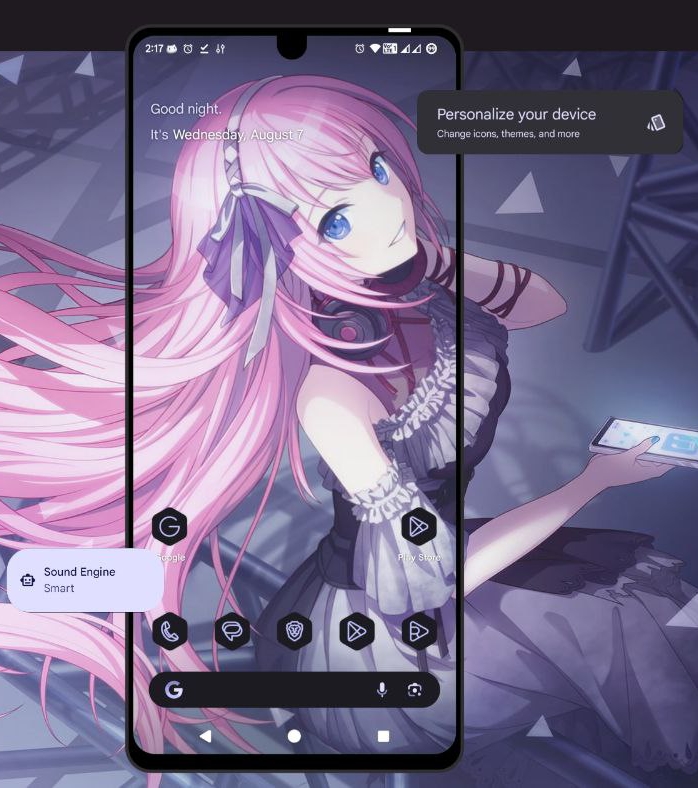 2:17
Good night.
It's Wednesday, August 7
Personalize your device
Change icons, themes, and more
Google
Play Store
Sound Engine
Smart